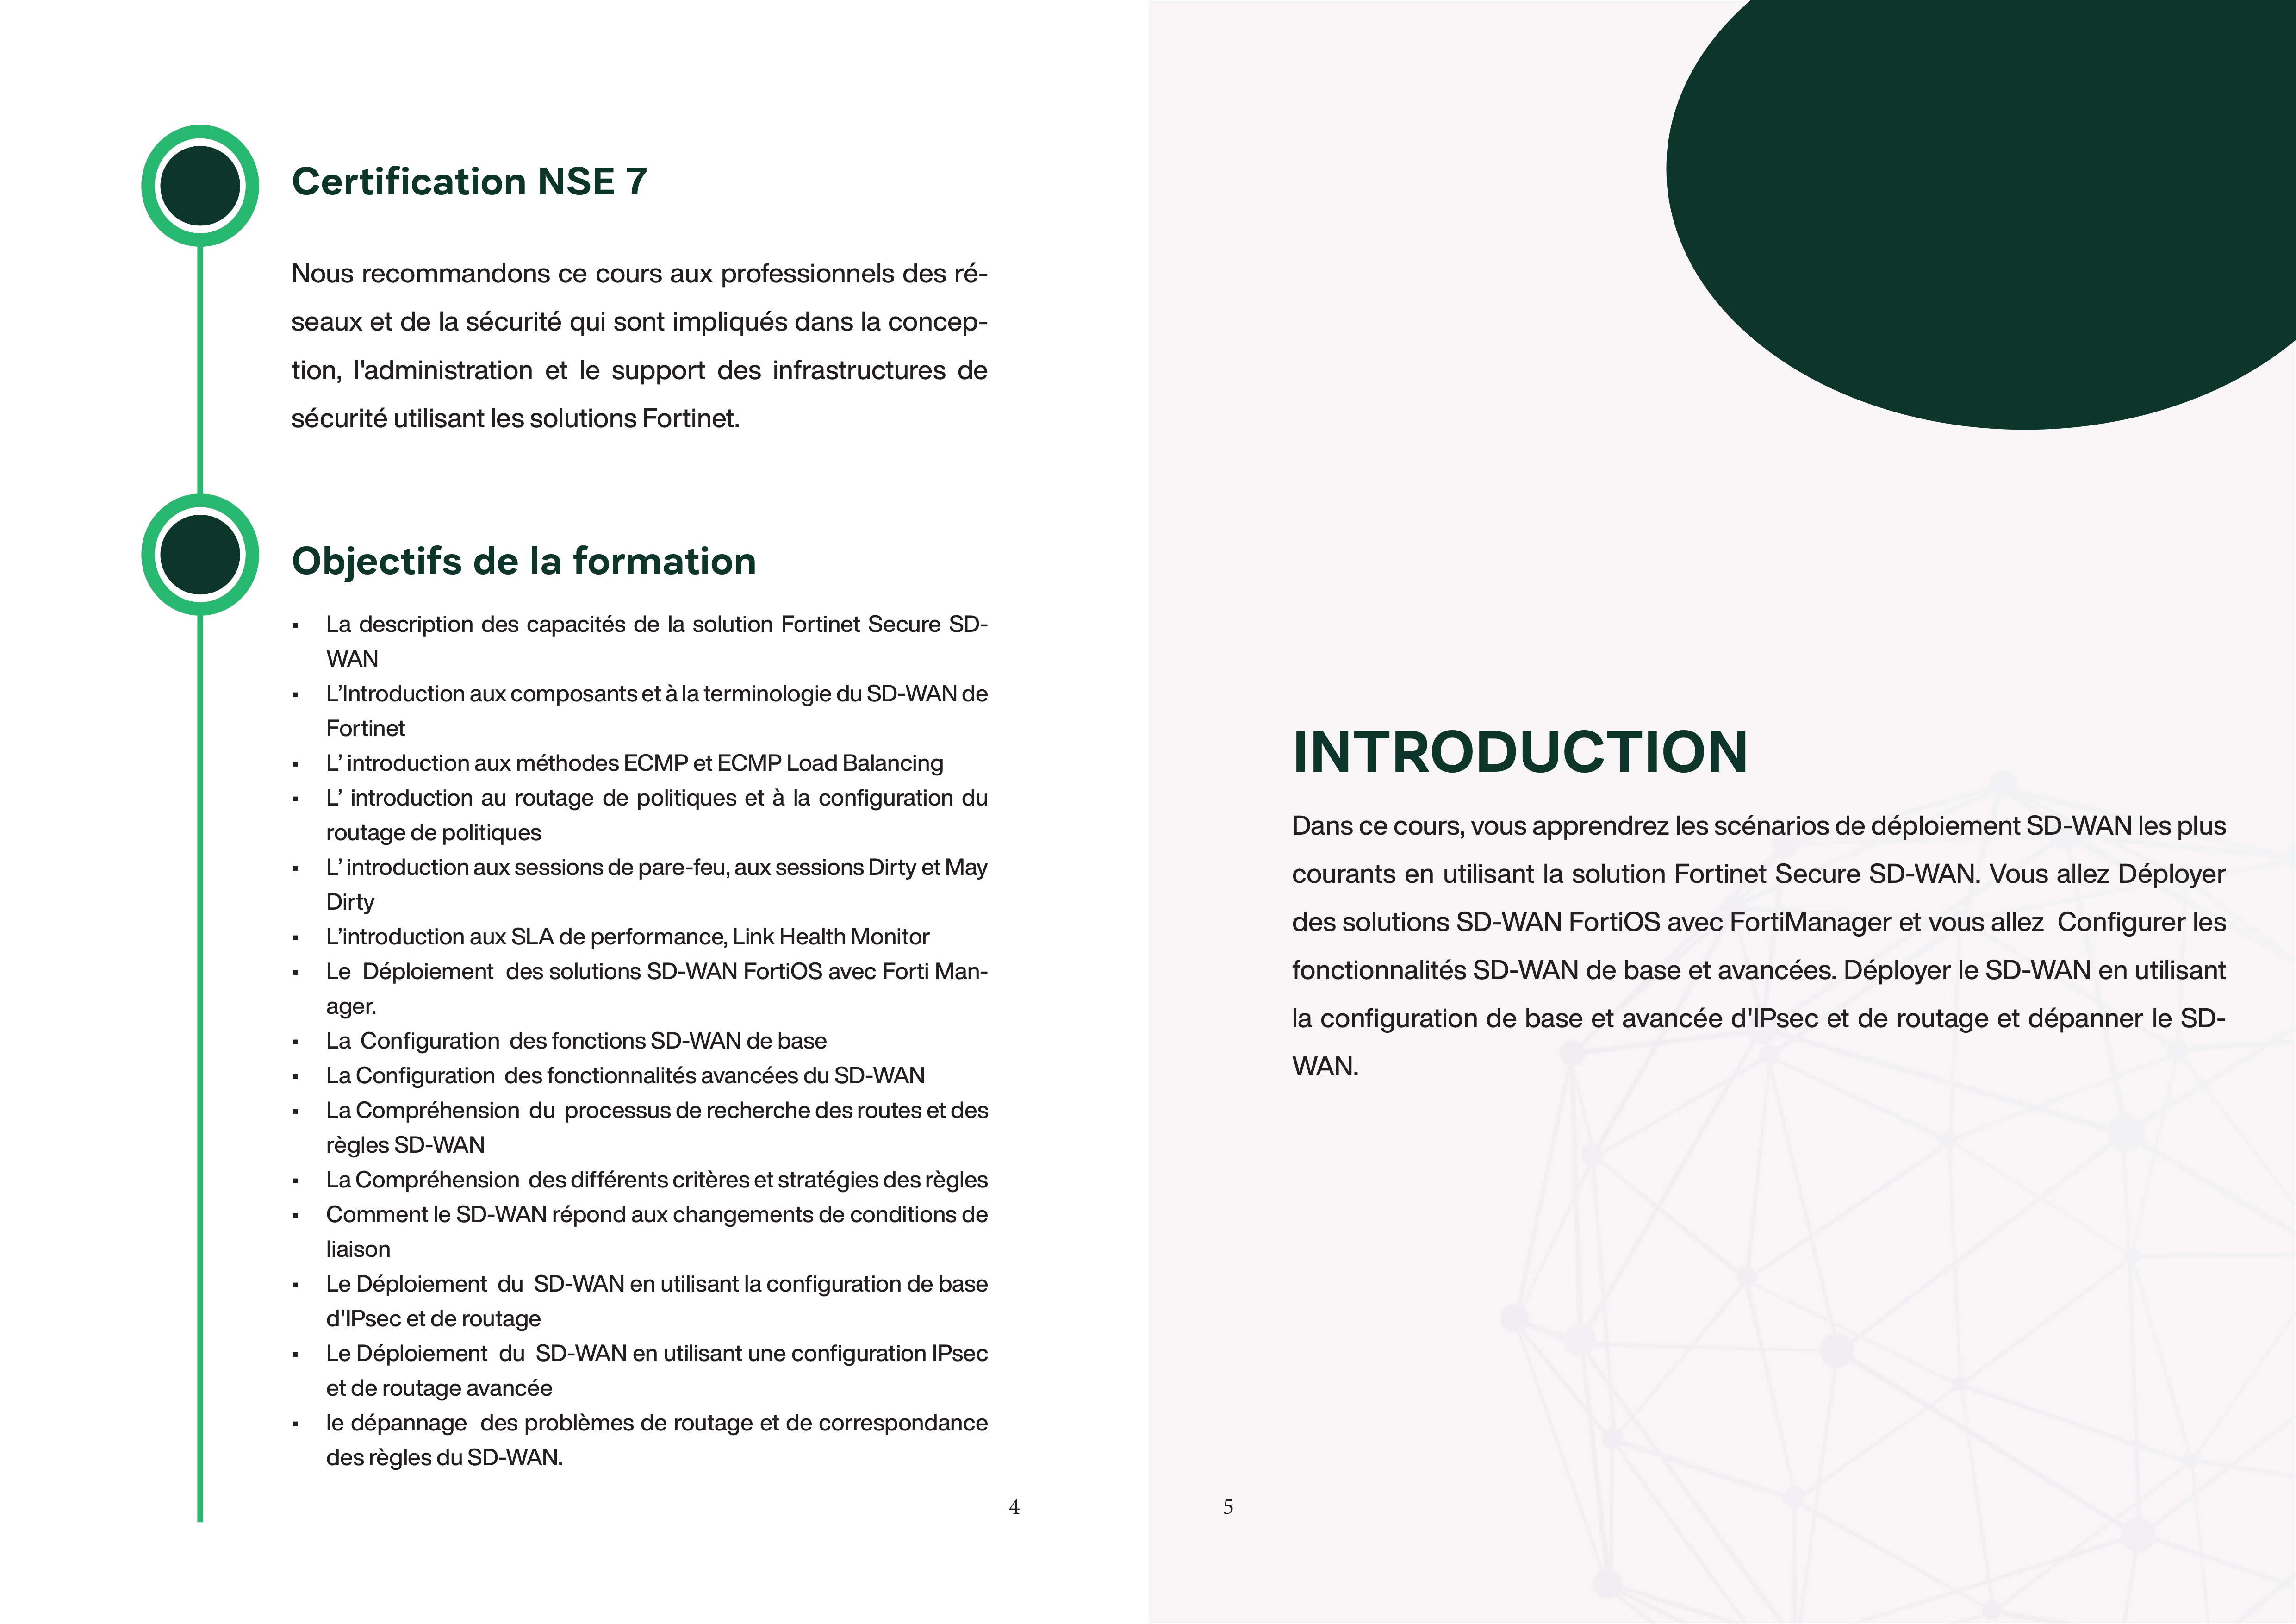 Certification NSE 7
Nous recommandons ce cours aux professionnels des ré-
seaux et de la sécurité qui sont impliqués dans la concep-
tion, l'administration et le support des infrastructures de
sécurité utilisant les solutions Fortinet.
Objectifs de la formation
▪ La description des capacités de la solution Fortinet Secure SD-
WAN
▪ L’Introduction aux composants et à la terminologie du SD-WAN de
Fortinet
▪ L’ introduction aux méthodes ECMP et ECMP Load Balancing
▪ L’ introduction au routage de politiques et à la configuration du
routage de politiques
▪ L’ introduction aux sessions de pare-feu, aux sessions Dirty et May
Dirty
▪ L’introduction aux SLA de performance, Link Health Monitor
▪ Le Déploiement des solutions SD-WAN FortiOS avec Forti Man-
ager.
▪ La Configuration des fonctions SD-WAN de base
▪ La Configuration des fonctionnalités avancées du SD-WAN
▪ La Compréhension du processus de recherche des routes et des
règles SD-WAN
▪ La Compréhension des différents critères et stratégies des règles
▪ Comment le SD-WAN répond aux changements de conditions de
liaison
▪ Le Déploiement du SD-WAN en utilisant la configuration de base
d'IPsec et de routage
▪ Le Déploiement du SD-WAN en utilisant une configuration IPsec
et de routage avancée
▪ le dépannage des problèmes de routage et de correspondance
des règles du SD-WAN.
4
INTRODUCTION
Dans ce cours, vous apprendrez les scénarios de déploiement SD-WAN les plus
courants en utilisant la solution Fortinet Secure SD-WAN. Vous allez Déployer
des solutions SD-WAN FortiOS avec FortiManager et vous allez Configurer les
fonctionnalités SD-WAN de base et avancées. Déployer le SD-WAN en utilisant
la configuration de base et avancée d'IPsec et de routage et dépanner le SD-
WAN.
5